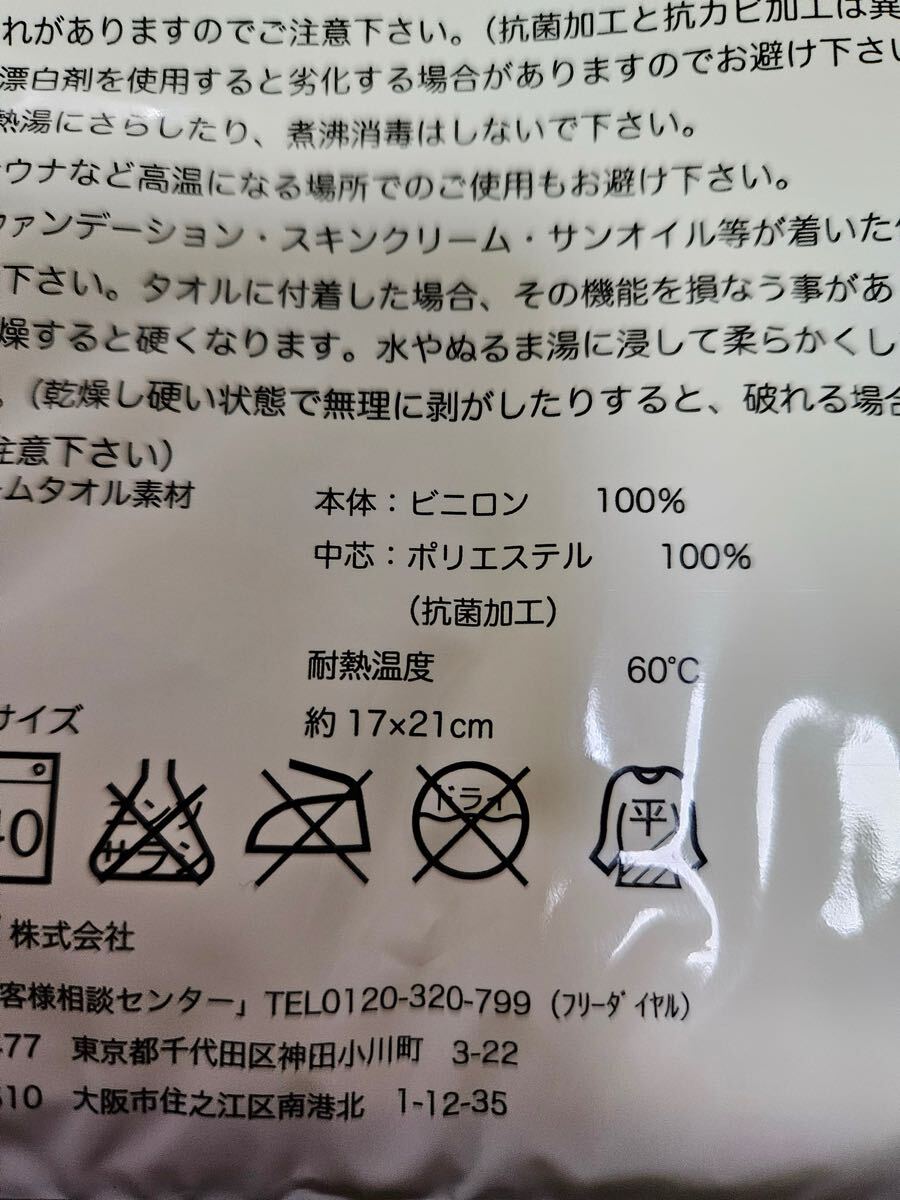 れがありますのでご注意下さい。(抗菌加工と抗カビ加工は異
漂白剤を使用すると劣化する場合がありますのでお避け下さい
熱湯にさらしたり、煮沸消毒はしないで下さい。
ウナなど高温になる場所でのご使用もお避け下さい。
ファンデーション・スキンクリーム・サンオイル等が着いた
下さい。タオルに付着した場合、その機能を損なう事があ
燥すると硬くなります。水やぬるま湯に浸して柔らかくし
。(乾燥し硬い状態で無理に剥がしたりすると、破れる場合
注意下さい)
ームタオル素材 本体:ビニロン 100%
中芯:ポリエステル 100%
(抗菌加工)
耐熱温度 60℃
サイズ 約 17×21cm
40 エンソ サラシ ドライ 平
株式会社
客様相談センター」TEL0120-320-799(フリーダイヤル)
477 東京都千代田区神田小川町 3-22
510 大阪市住之江区南港北 1-12-35